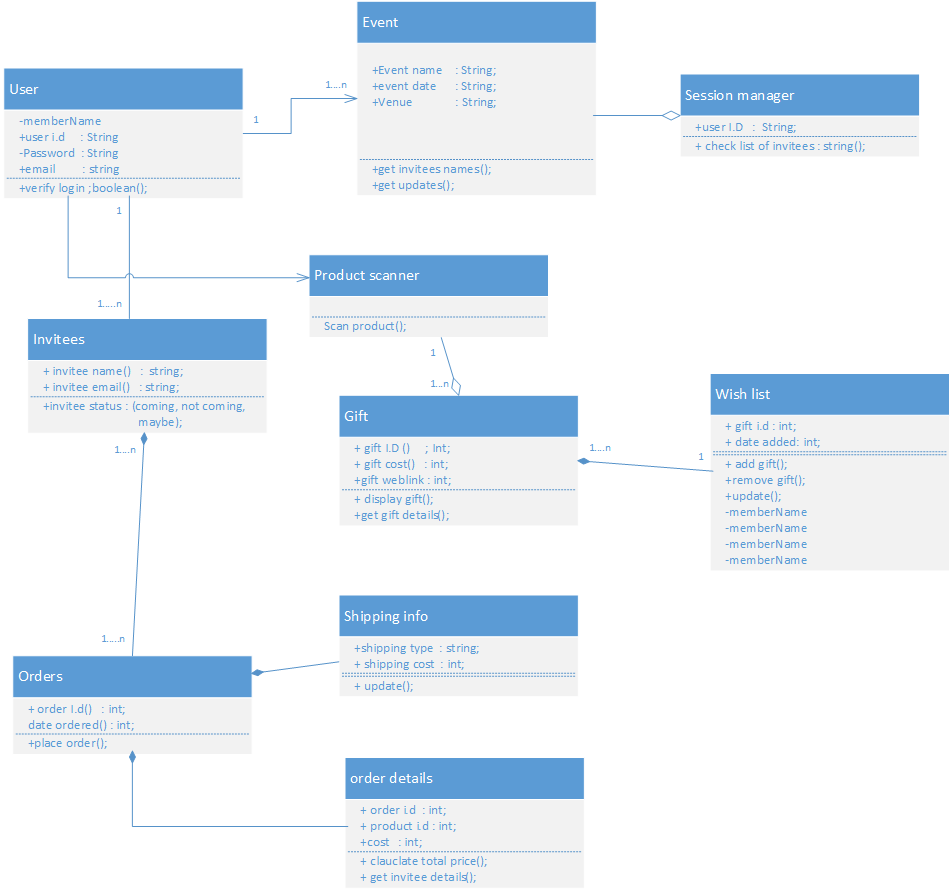 Event
+Event name : String;
+event date : String;
+Venue : String;
+get invitees names();
+get updates();
User
-memberName
+user i.d : String
-Password : String
+email : string
+verify login ;boolean();
1
1....n
Session manager
+user I.D : String;
+ check list of invitees : string();
1
1.....n
Product scanner
Scan product();
1
1...n
Invitees
+ invitee name() : string;
+ invitee email() : string;
+invitee status : (coming, not coming,
maybe);
1....n
1.....n
Gift
+ gift I.D () ; Int;
+ gift cost() : int;
+gift weblink : int;
+ display gift();
+get gift details();
1....n
1
Wish list
+ gift i.d : int;
+ date added: int;
+ add gift();
+remove gift();
+update();
-memberName
-memberName
-memberName
-memberName
Shipping info
+shipping type : string;
+ shipping cost : int;
+ update();
Orders
+ order I.d() : int;
date ordered() : int;
+place order();
order details
+ order i.d : int;
+ product i.d : int;
+cost : int;
+ clauclate total price();
+ get invitee details();